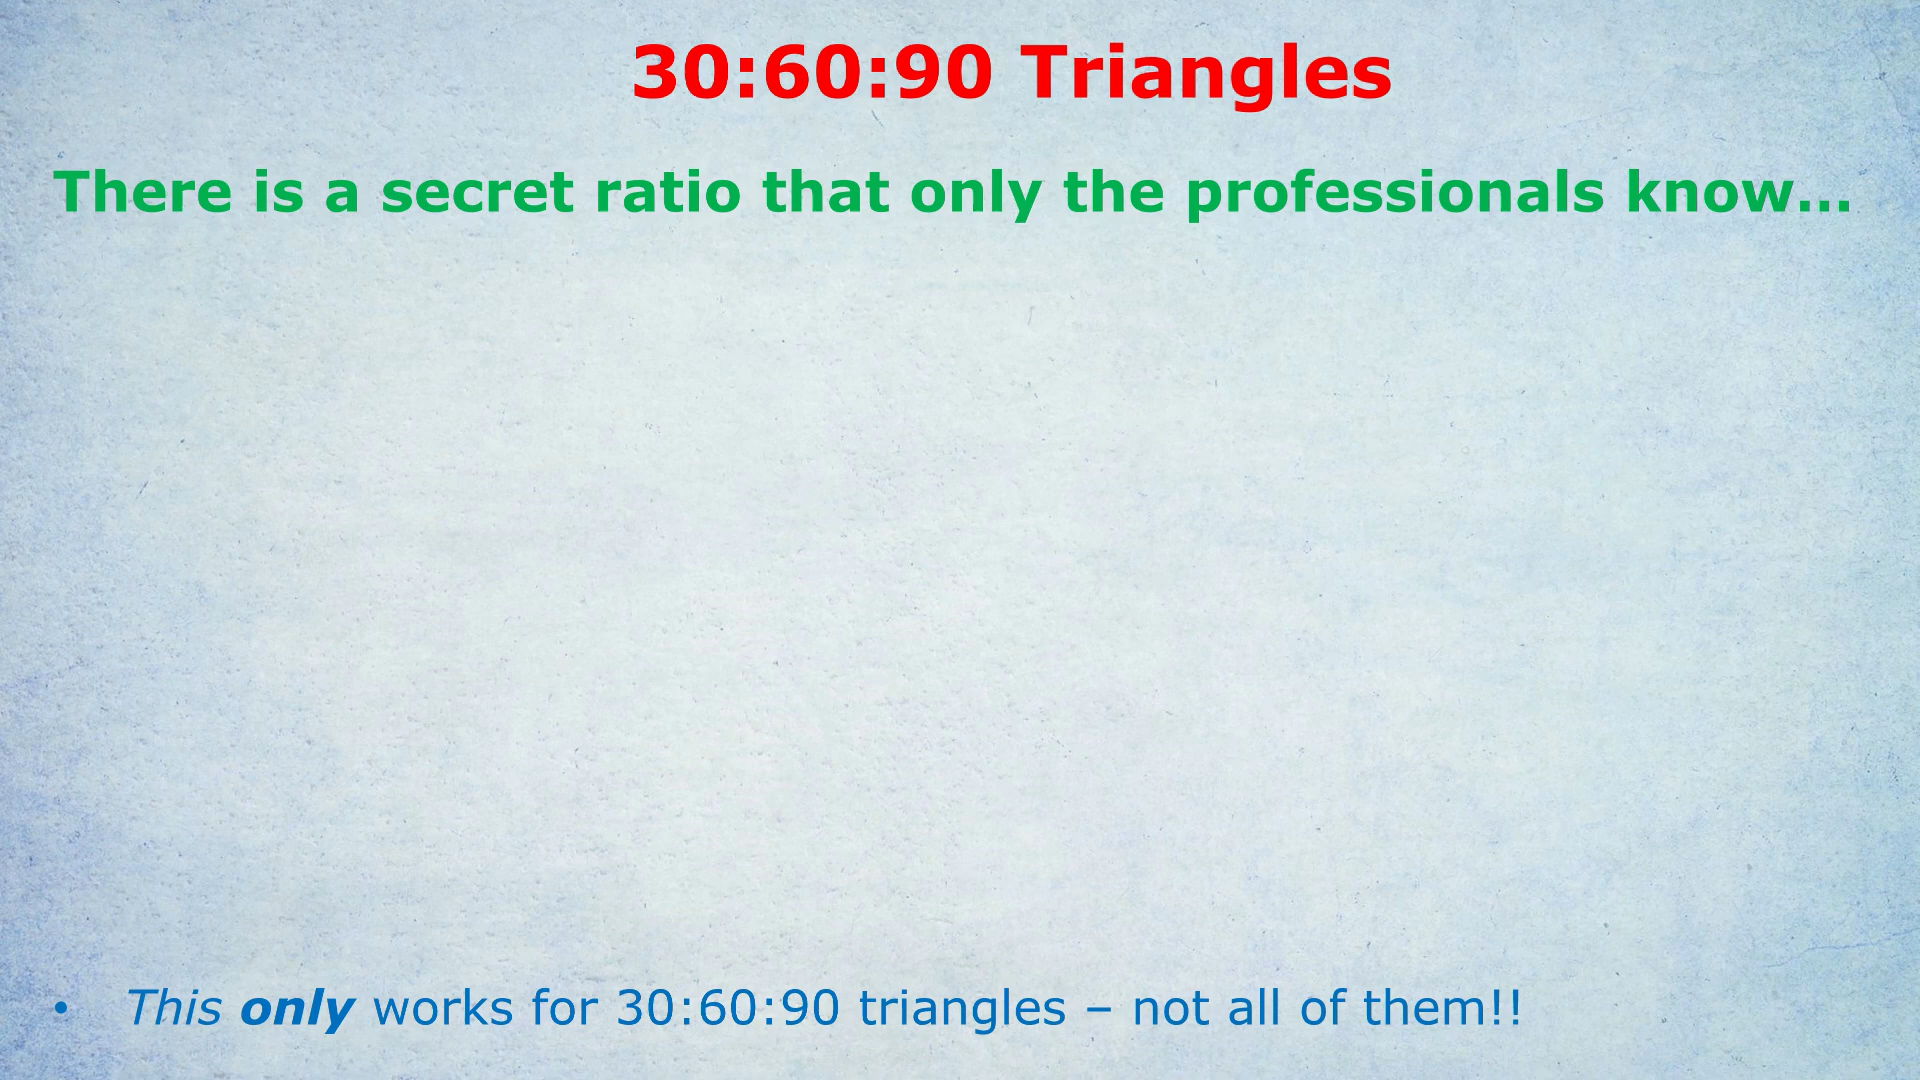 30:60:90 Triangles
There is a secret ratio that only the professionals know…
• This only works for 30:60:90 triangles – not all of them!!